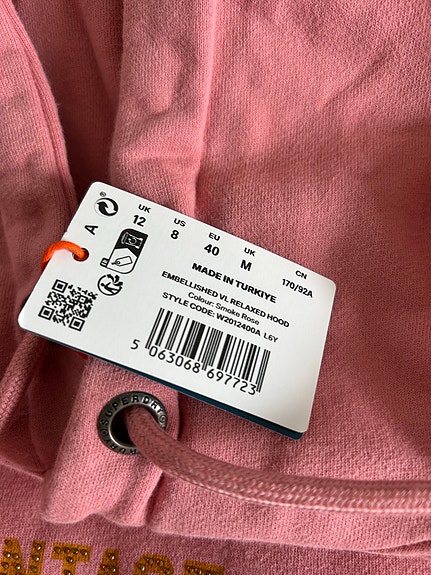 A
UK
12
US
8
EU
40
UK
M
CN
170/92A
MADE IN TURKIYE
EMBELLISHED VL RELAXED HOOD
Colour: Smoke Rose
STYLE CODE: W2012400A L6Y
5 063068 697723
SUPERDRY